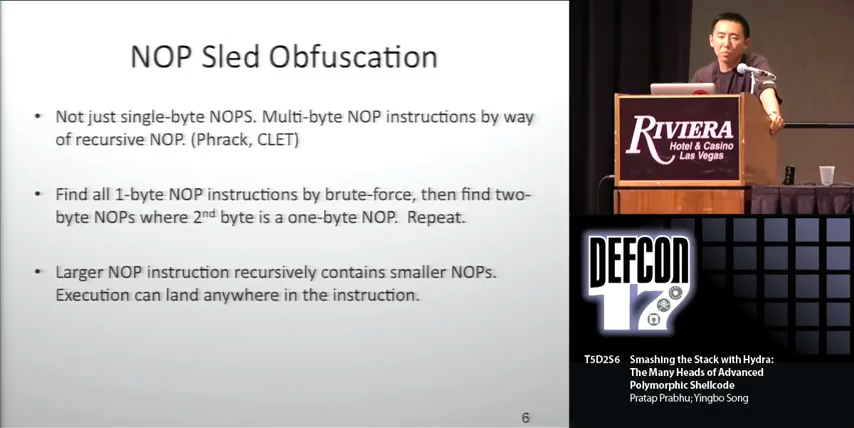 NOP Sled Obfuscation
• Not just single-byte NOPS. Multi-byte NOP instructions by way
of recursive NOP. (Phrack, CLET)
• Find all 1-byte NOP instructions by brute-force, then find two-
byte NOPs where 2nd byte is a one-byte NOP. Repeat.
• Larger NOP instruction recursively contains smaller NOPs.
Execution can land anywhere in the instruction.
6
RIVIERA
Hotel & Casino
Las Vegas
DEFCON
17
T5D2S6 Smashing the Stack with Hydra:
The Many Heads of Advanced
Polymorphic Shellcode
Pratap Prabhu; Yingbo Song